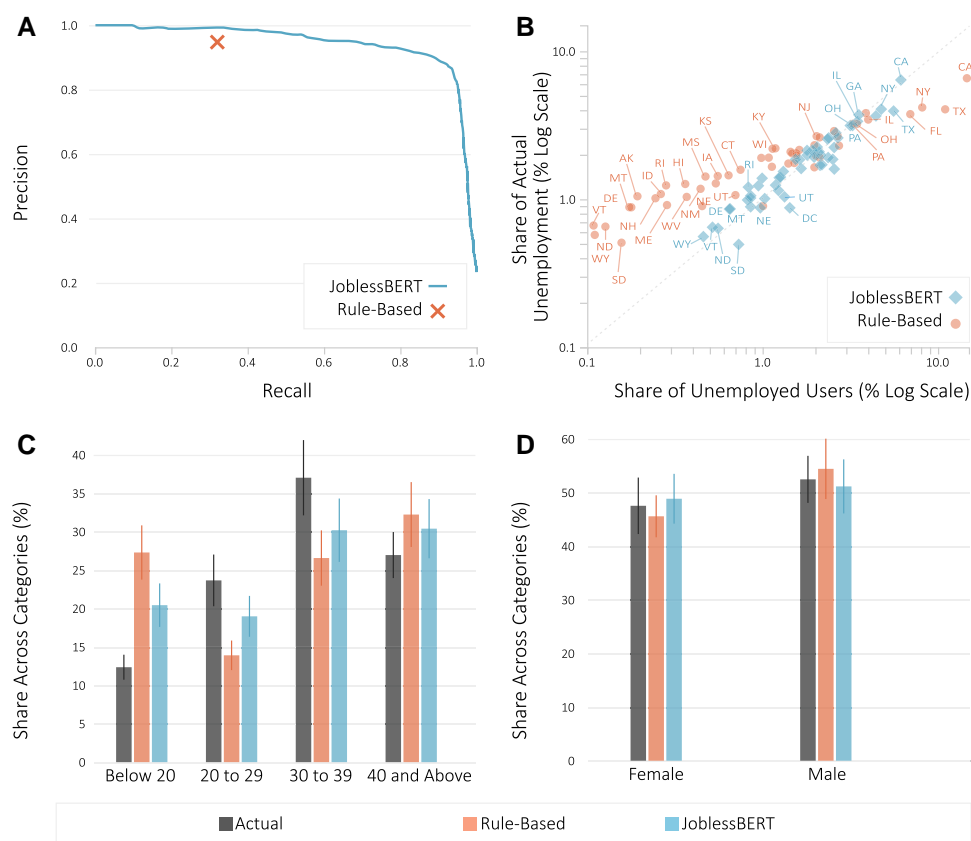 A
1.0
0.8
0.6
0.4
0.2
0.0
Precision
0.0
0.2
0.4
0.6
0.8
1.0
Recall
JoblessBERT
Rule-Based
B
10.0
1.0
0.1
Share of Actual
Unemployment (% Log Scale)
0.1
1.0
10.0
Share of Unemployed Users (% Log Scale)
CA
CA
IL
GA
NY
NY
TX
TX
OH
IL
FL
PA
OH
PA
NJ
KY
WI
KS
CT
MS
IA
AK
RI
HI
RI
MT
ID
DE
NE
UT
UT
VT
NH
NM
DE
MT
NE
DC
ME
WV
ND
WY
WY
VT
ND
SD
SD
JoblessBERT
Rule-Based
C
40
35
30
25
20
15
10
5
0
Share Across Categories (%)
Below 20
20 to 29
30 to 39
40 and Above
D
60
50
40
30
20
10
0
Share Across Categories (%)
Female
Male
Actual
Rule-Based
JoblessBERT